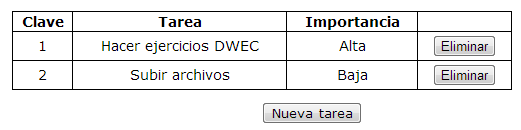 Clave Tarea Importancia
1 Hacer ejercicios DWEC Alta Eliminar
2 Subir archivos Baja Eliminar
Nueva tarea